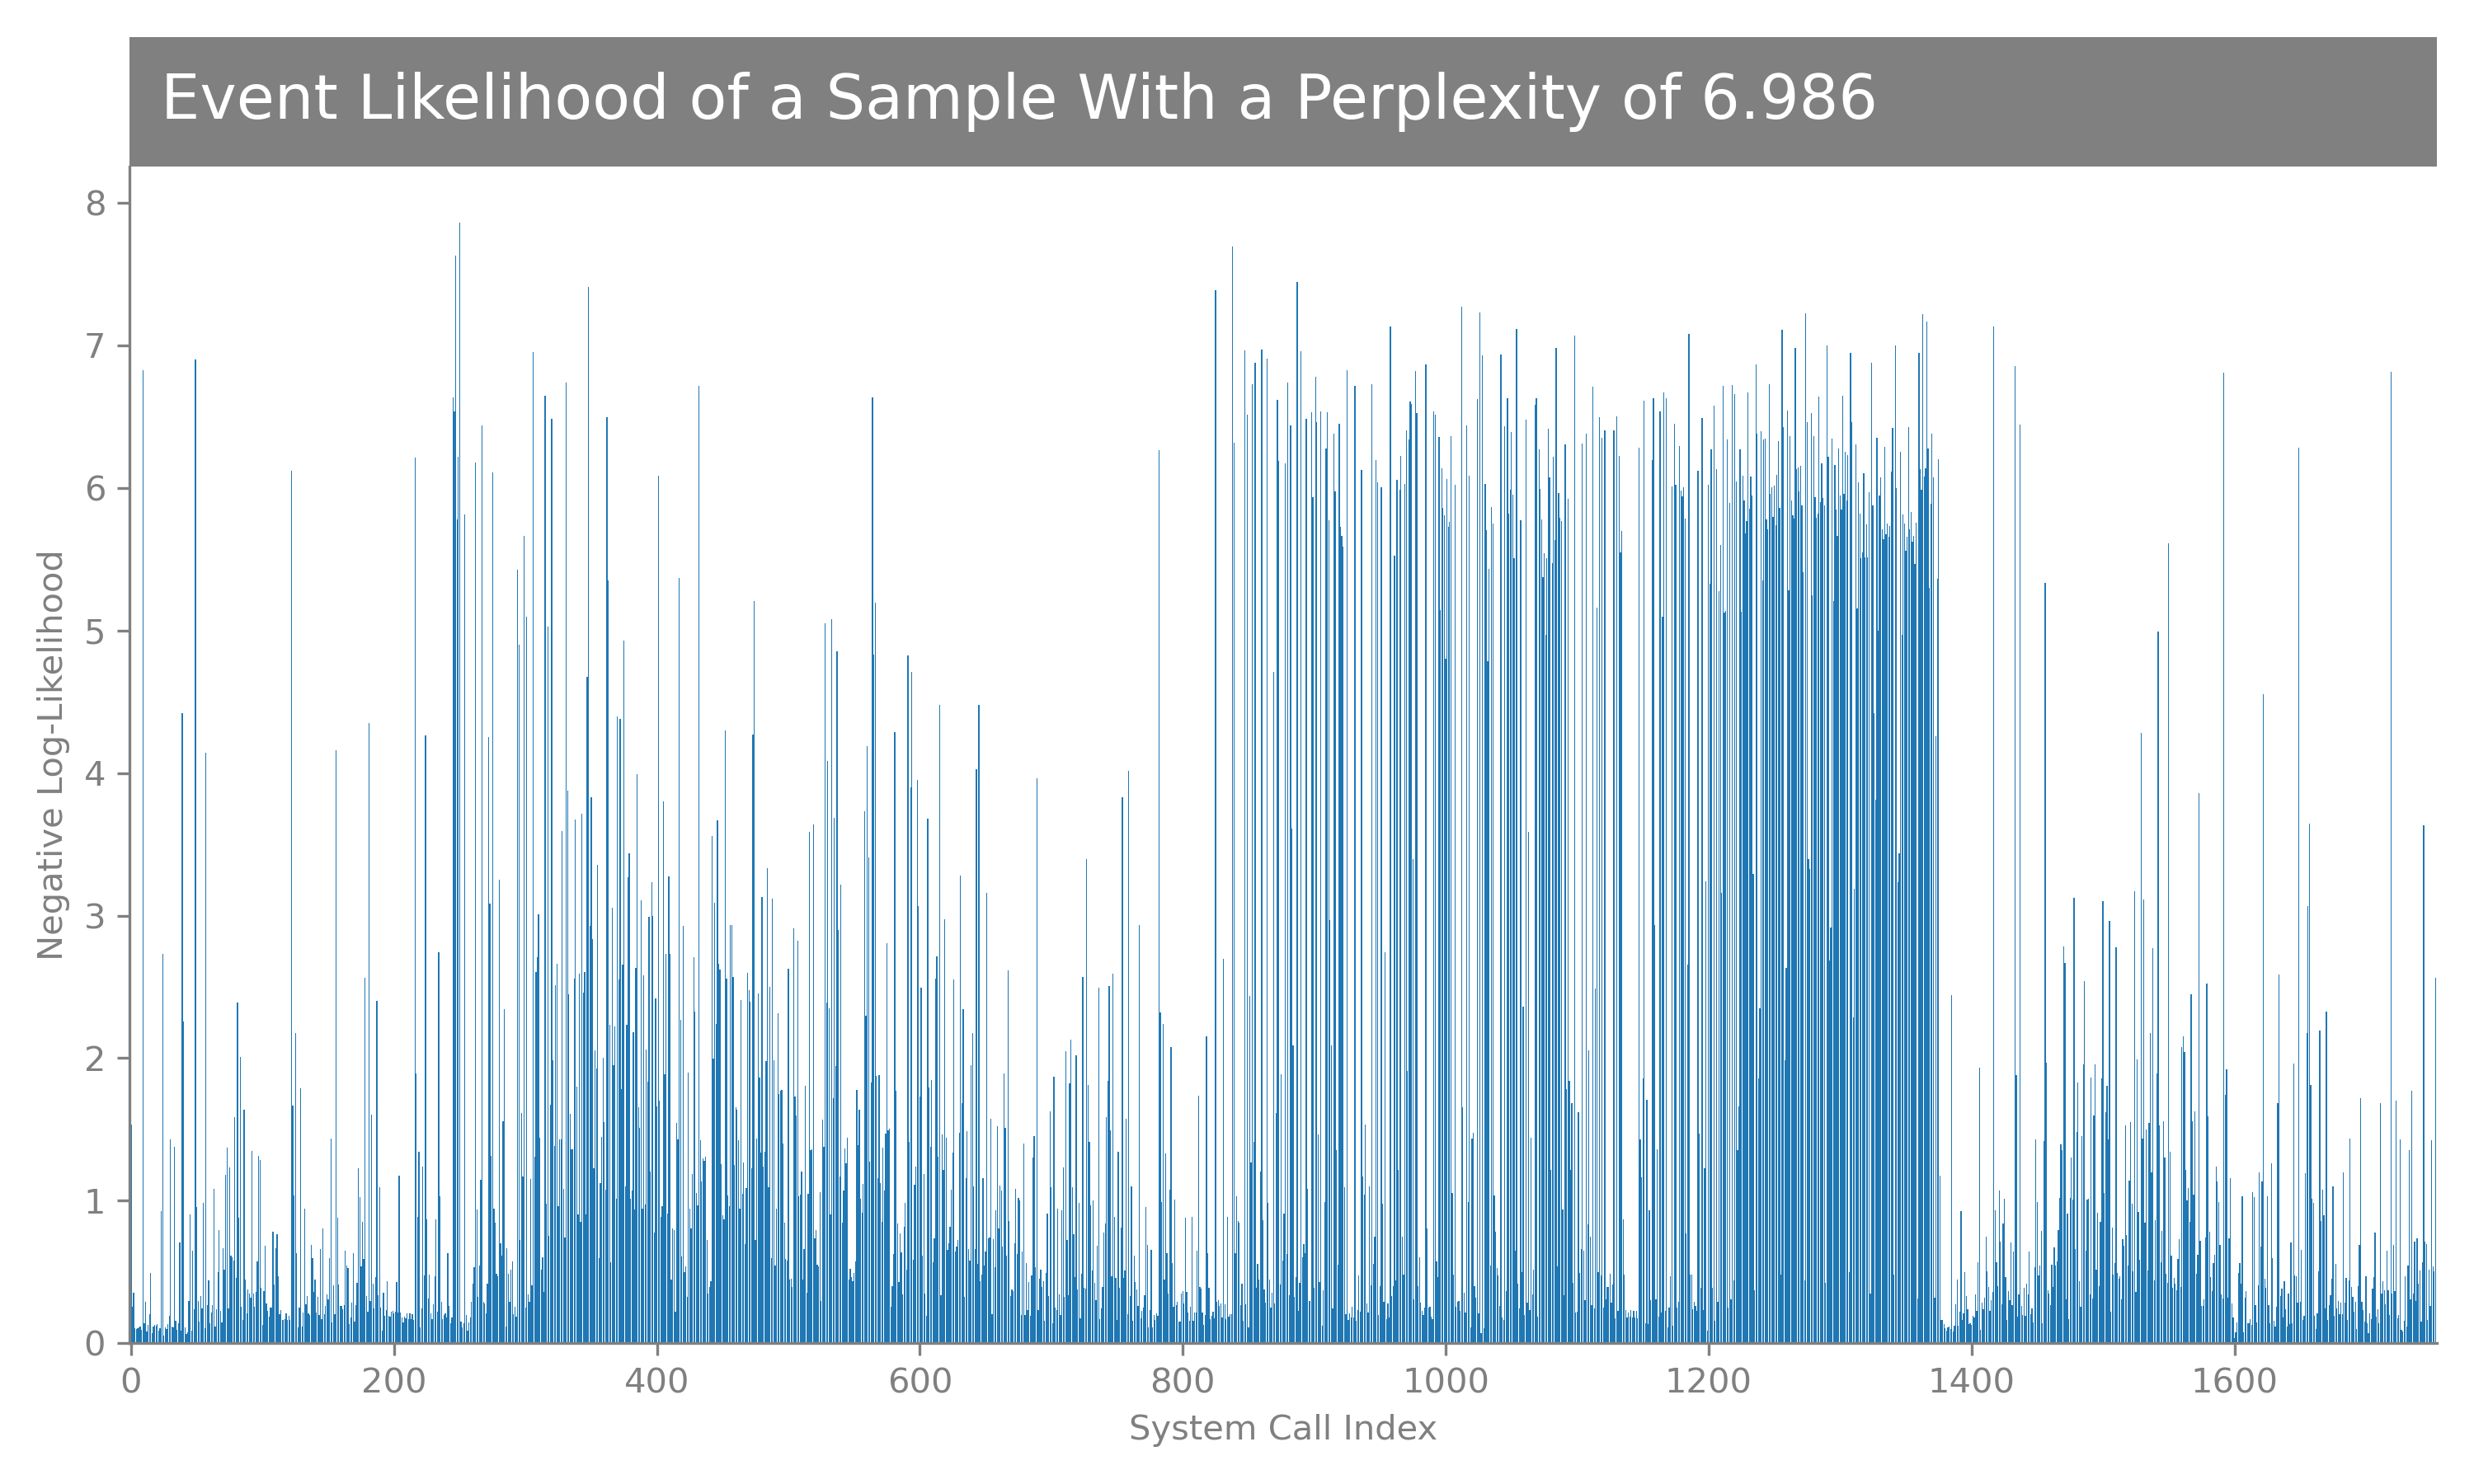 Event Likelihood of a Sample With a Perplexity of 6.986
8
7
6
5
4
3
2
1
0
Negative Log-Likelihood
0 200 400 600 800 1000 1200 1400 1600
System Call Index